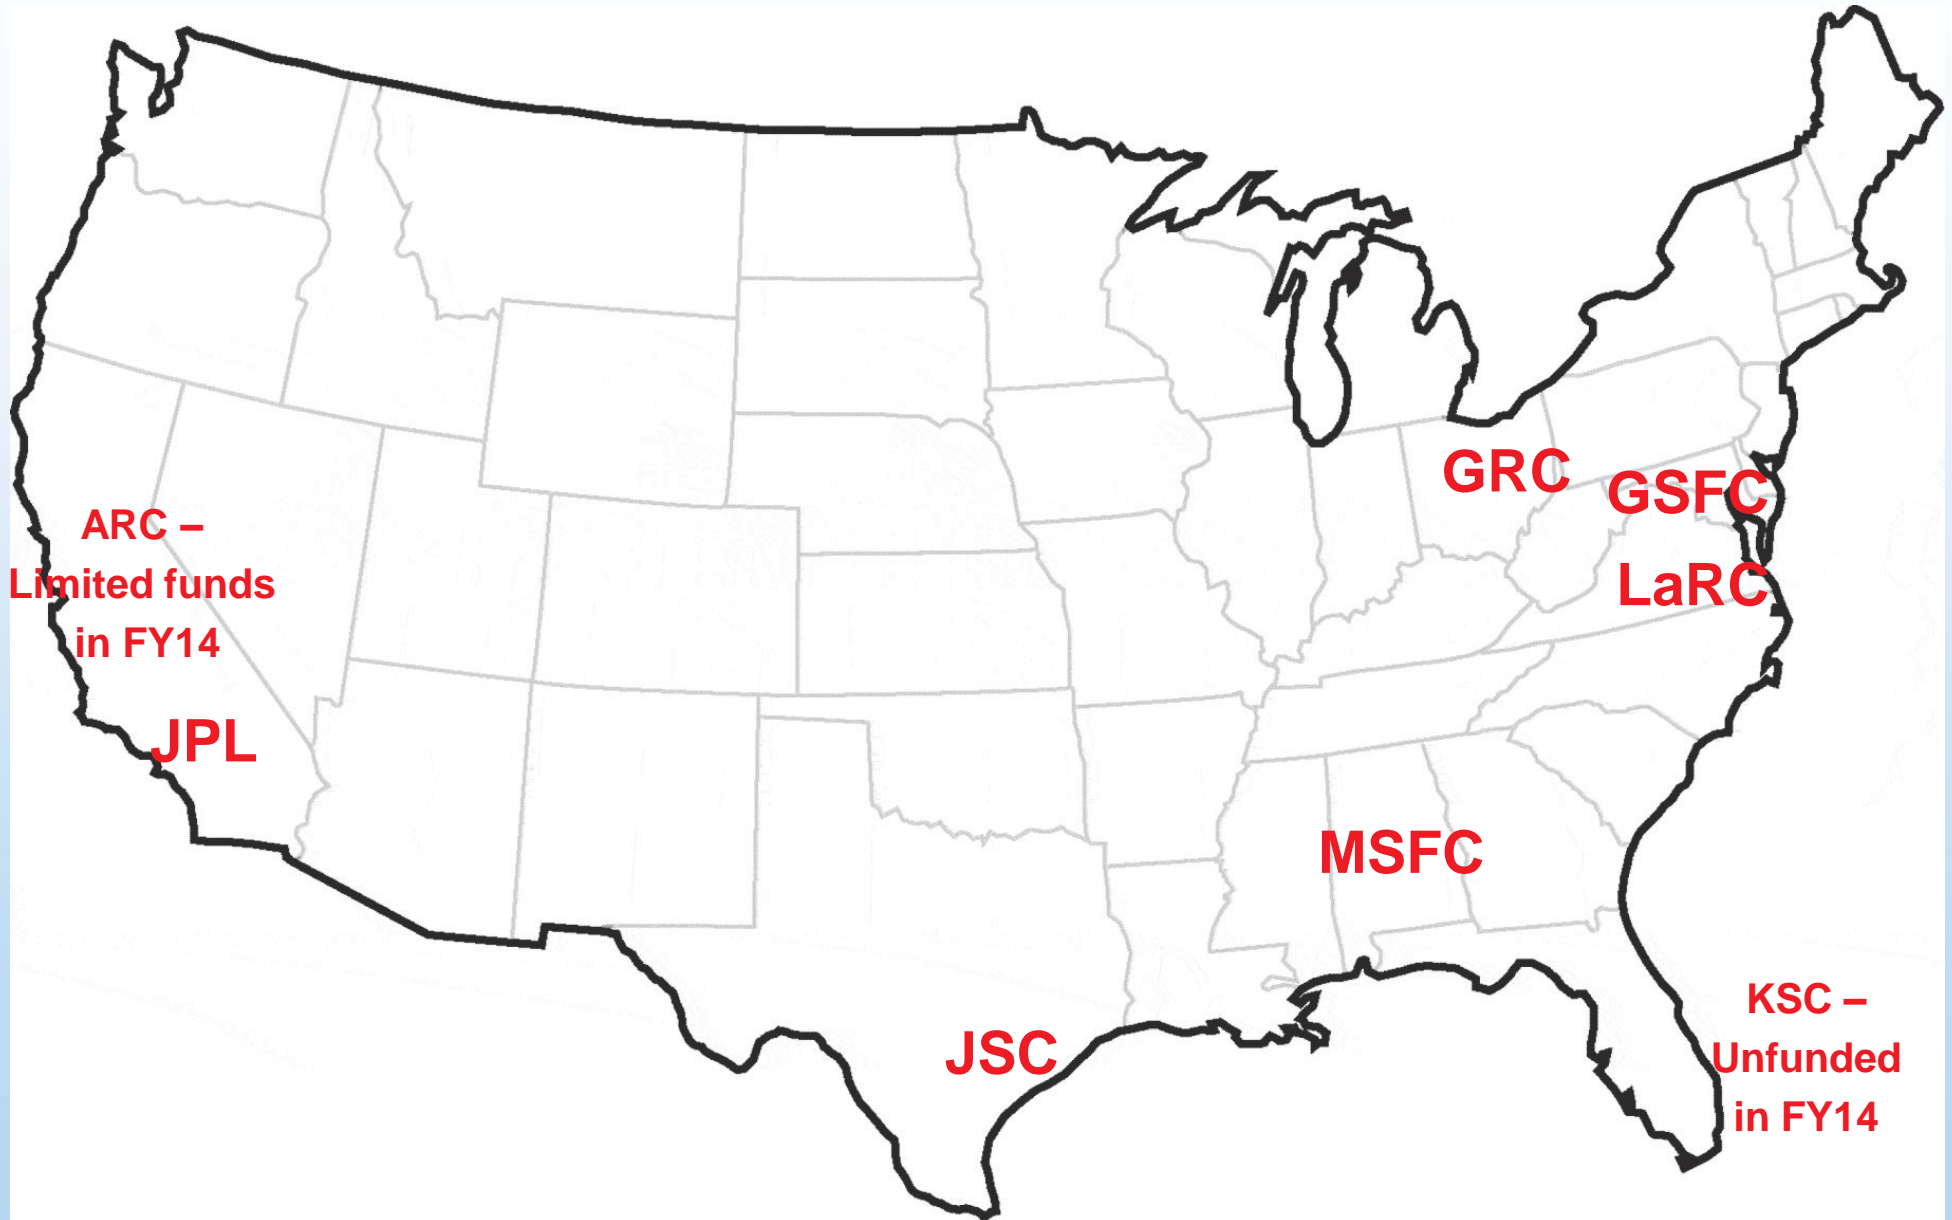 GRC
GSFC
ARC –
Limited funds
in FY14
LaRC
JPL
MSFC
JSC
KSC –
Unfunded
in FY14